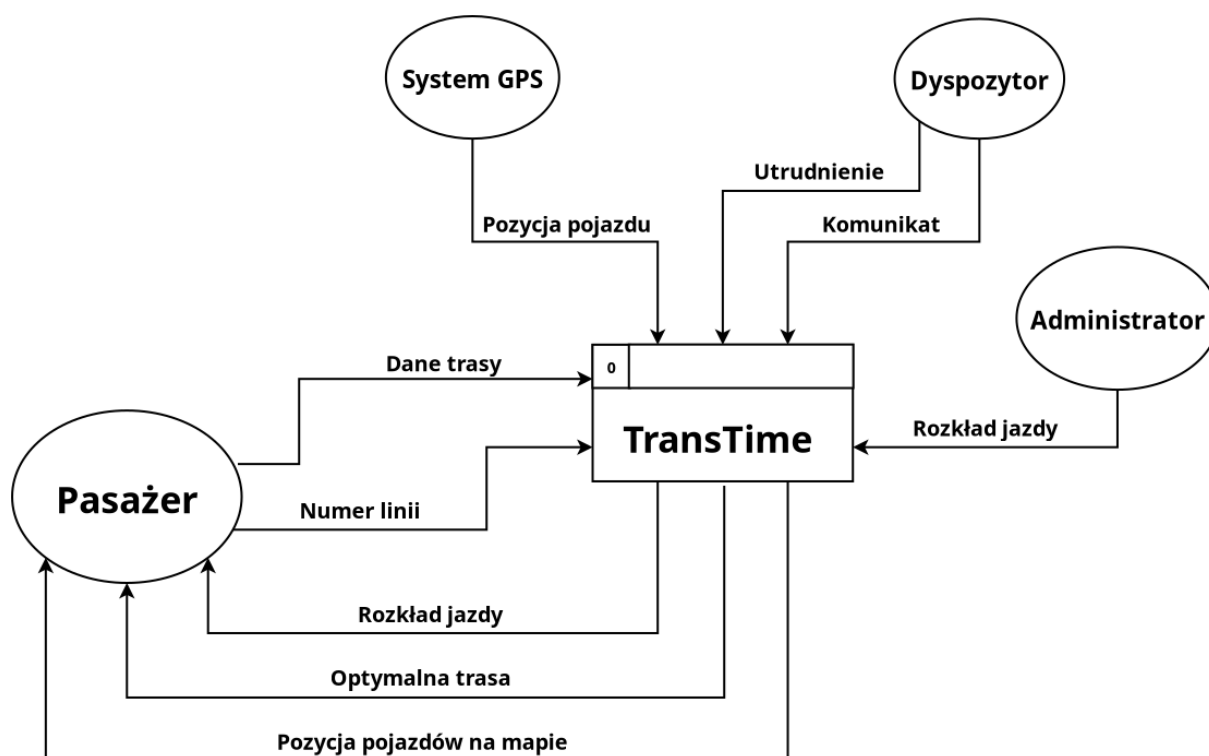 System GPS
Dyspozytor
Utrudnienie
Pozycja pojazdu
Komunikat
Administrator
Dane trasy
0
TransTime
Rozkład jazdy
Pasażer
Numer linii
Rozkład jazdy
Optymalna trasa
Pozycja pojazdów na mapie